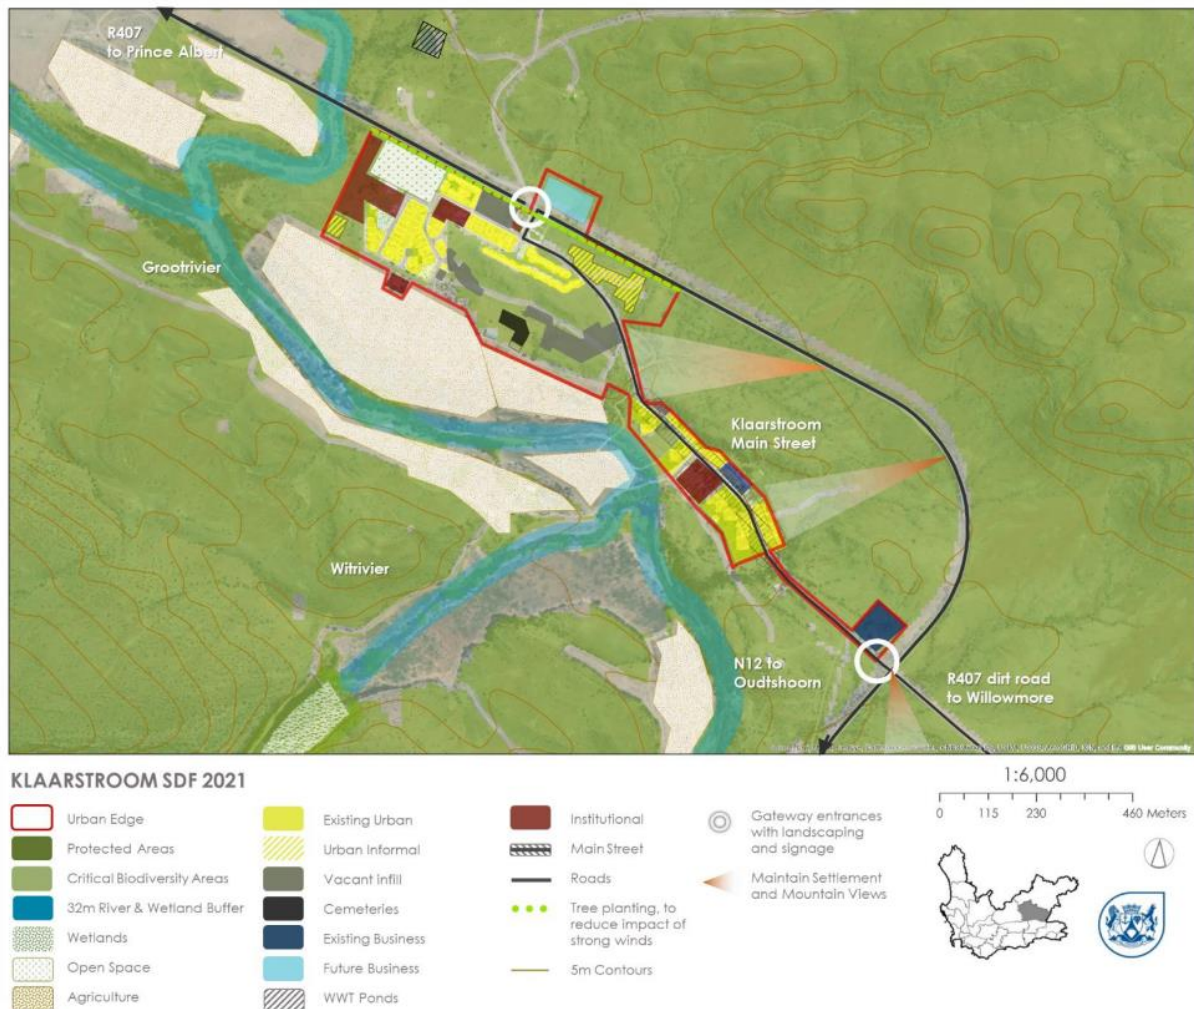 R407
to Prince Albert
Grootrivier
Klaarstroom
Main Street
Witrivier
N12 to
Oudtshoorn
R407 dirt road
to Willowmore
GIS User Community
KLAARSTROOM SDF 2021
Urban Edge
Protected Areas
Critical Biodiversity Areas
32m River & Wetland Buffer
Wetlands
Open Space
Agriculture
Existing Urban
Urban Informal
Vacant infill
Cemeteries
Existing Business
Future Business
WWT Ponds
Institutional
Main Street
Roads
Tree planting, to
reduce impact of
strong winds
5m Contours
Gateway entrances
with landscaping
and signage
Maintain Settlement
and Mountain Views
1:6,000
0 115 230 460 Meters